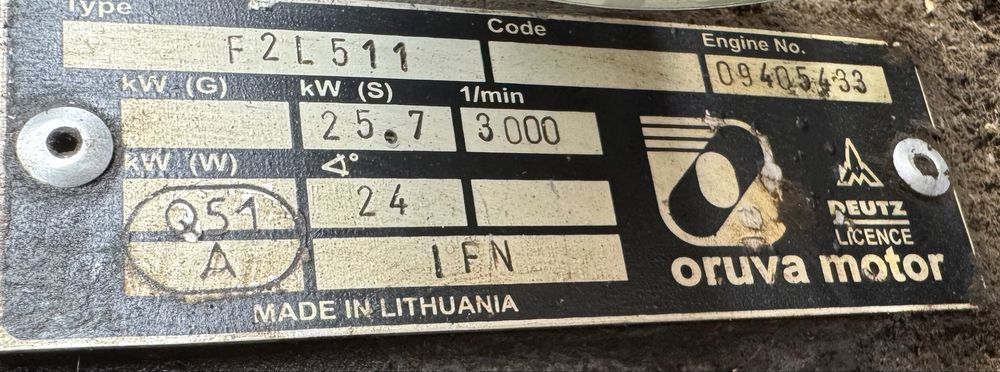 Type
Code
Engine No.
F2L511
09405433
kW (G)
kW (S)
1/min
25.7
3000
kW (W)
∢°
Q51
24
A
IFN
DEUTZ
LICENCE
oruva motor
MADE IN LITHUANIA